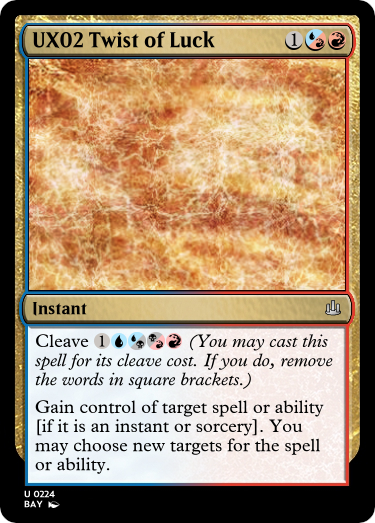 UX02 Twist of Luck 1
Instant
Cleave 1 (You may cast this
spell for its cleave cost. If you do, remove
the words in square brackets.)
Gain control of target spell or ability
[if it is an instant or sorcery]. You
may choose new targets for the spell
or ability.
U 0224
BAY